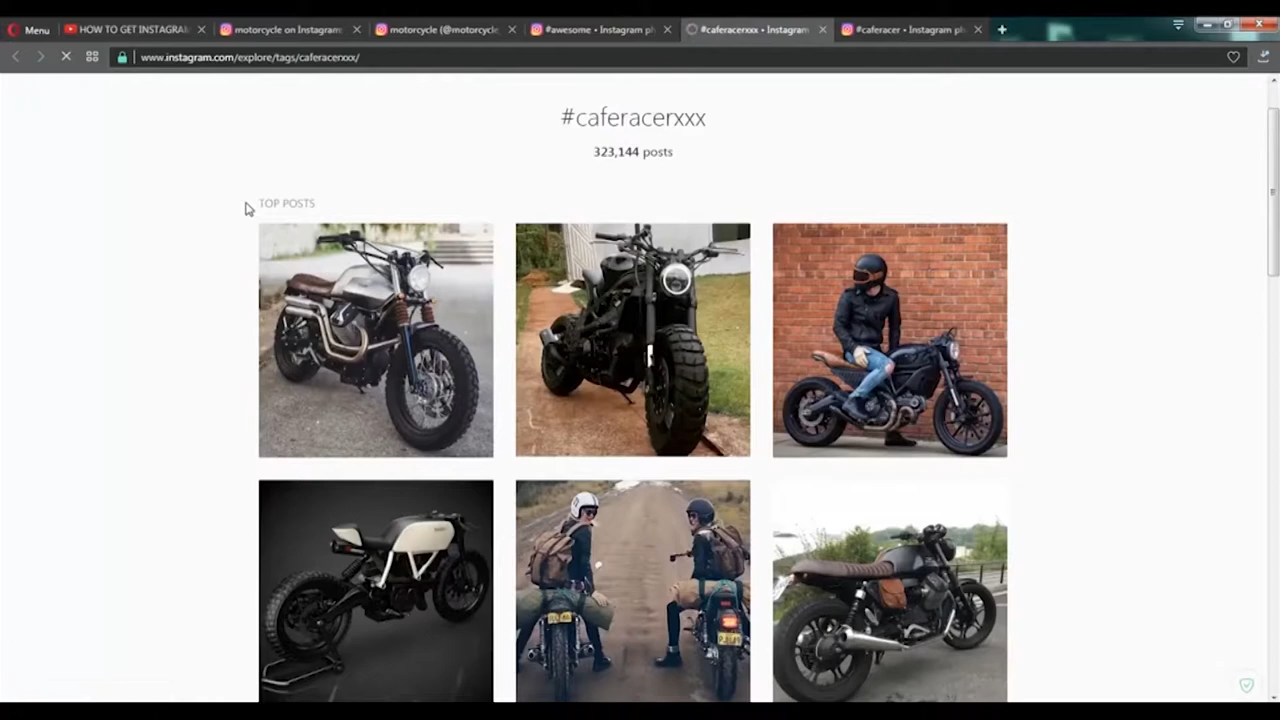 Menu
HOW TO GET INSTAGRA
motorcycle on Instagram
motorcycle (@motorcycle
#awesome • Instagram ph
#caferacerxxx • Instagram
#caferacer • Instagram ph
www.instagram.com/explore/tags/caferacerxxx/
#caferacerxxx
323,144 posts
TOP POSTS